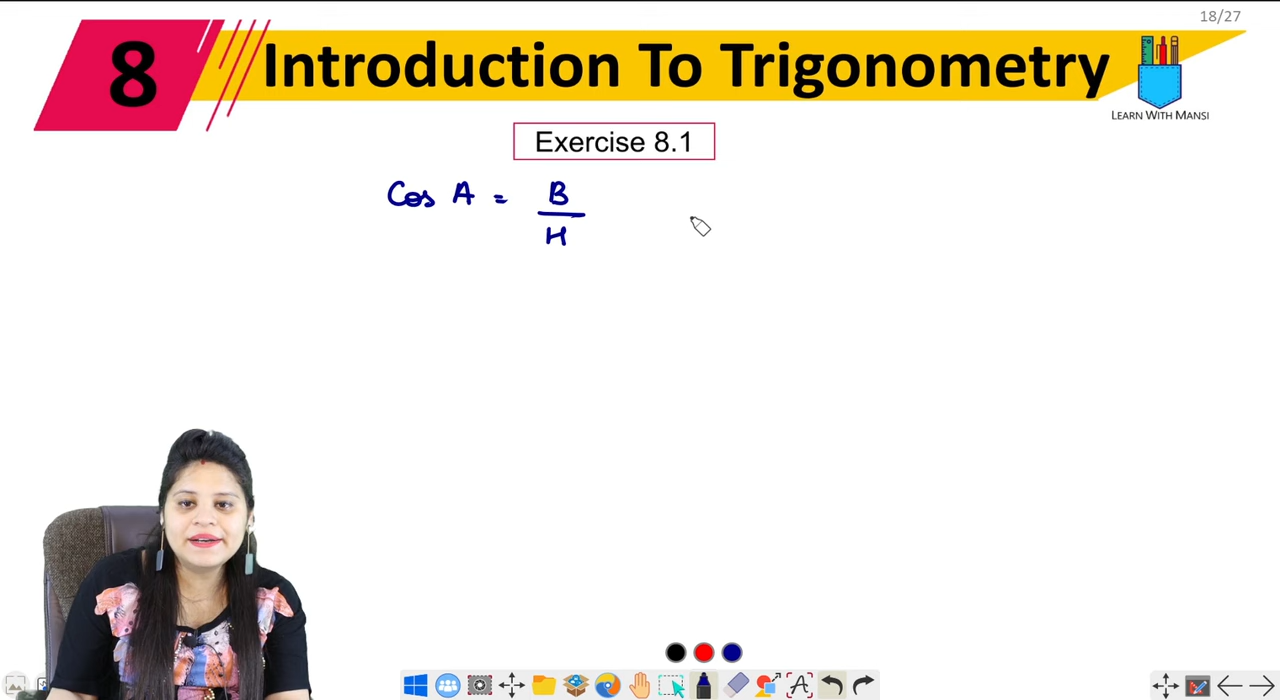 18/27
8 Introduction To Trigonometry
LEARN WITH MANSI
Exercise 8.1
Cos A = B
H